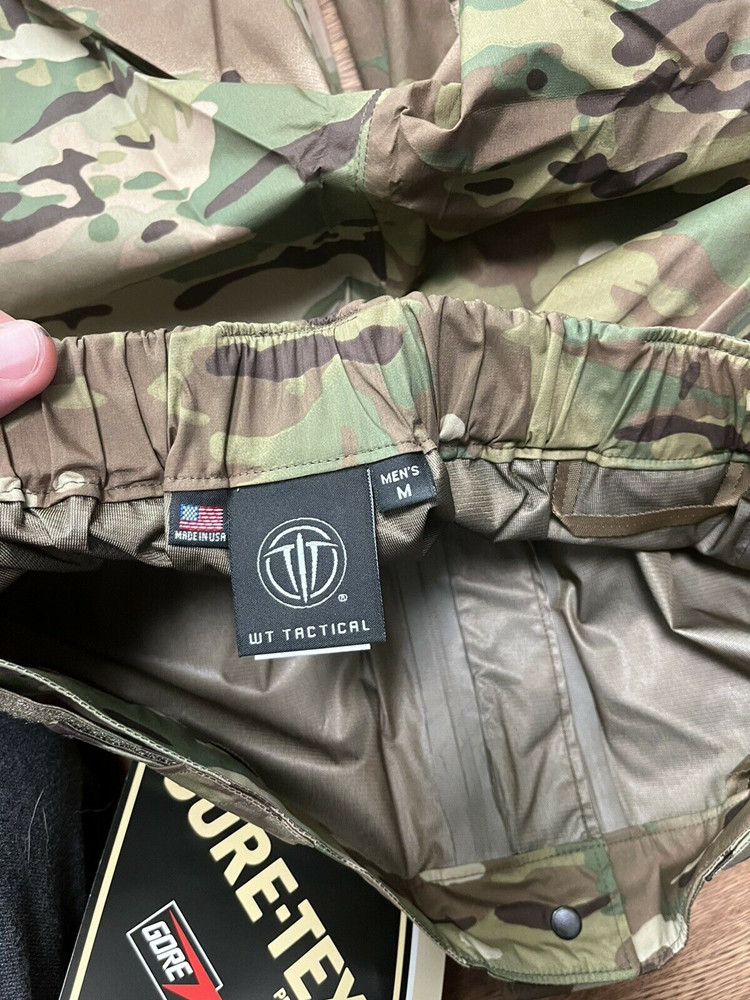 MEN'S
M
MADE IN USA
®
WT TACTICAL
GORE-TEX
GORE